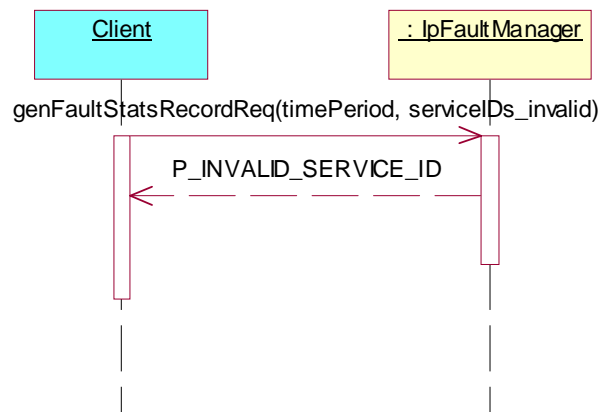 Client
: IpFaultManager
genFaultStatsRecordReq(timePeriod, serviceIDs_invalid)
P_INVALID_SERVICE_ID